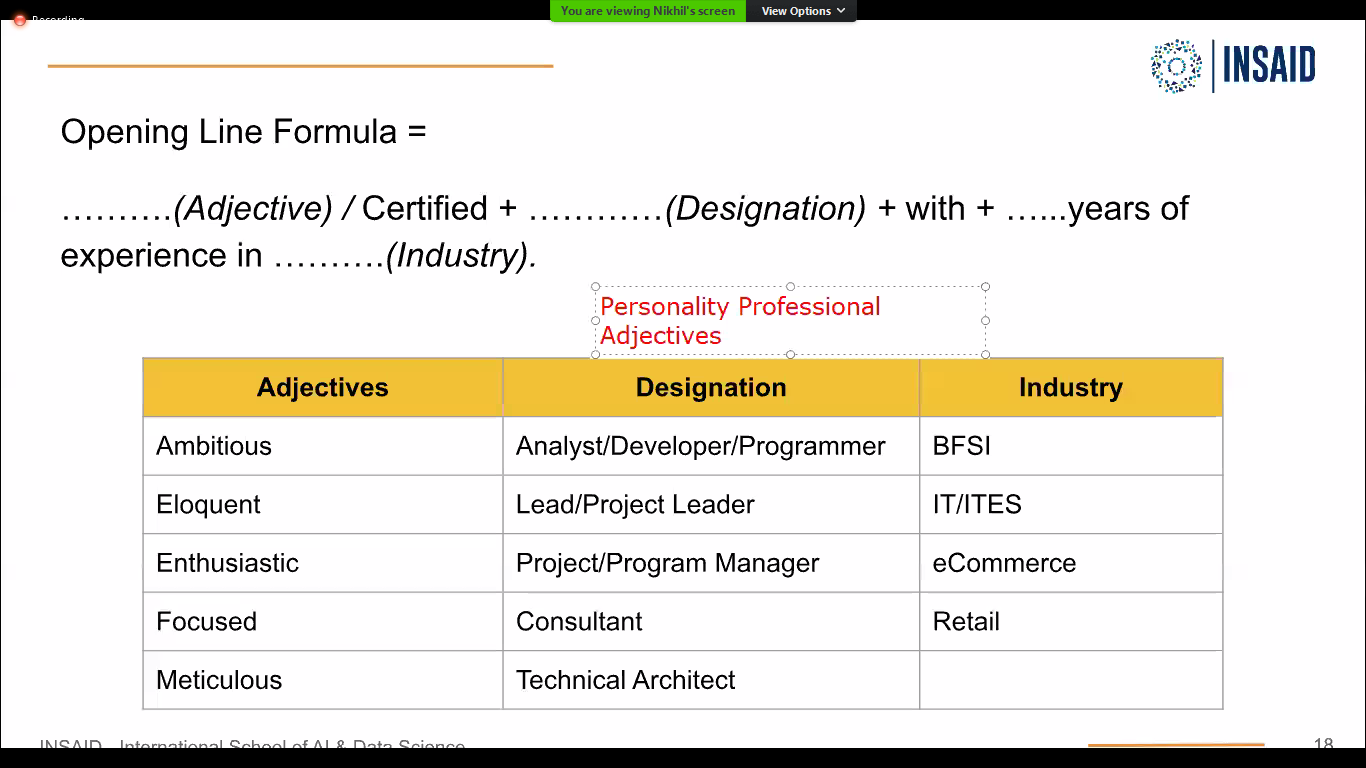 You are viewing Nikhil's screen View Options
Recording
INSAID
Opening Line Formula =
……….(Adjective) / Certified + …………(Designation) + with + …...years of
experience in ……….(Industry).
Personality Professional
Adjectives
Adjectives Designation Industry
Ambitious Analyst/Developer/Programmer BFSI
Eloquent Lead/Project Leader IT/ITES
Enthusiastic Project/Program Manager eCommerce
Focused Consultant Retail
Meticulous Technical Architect
INSAID - International School of AI & Data Science 18